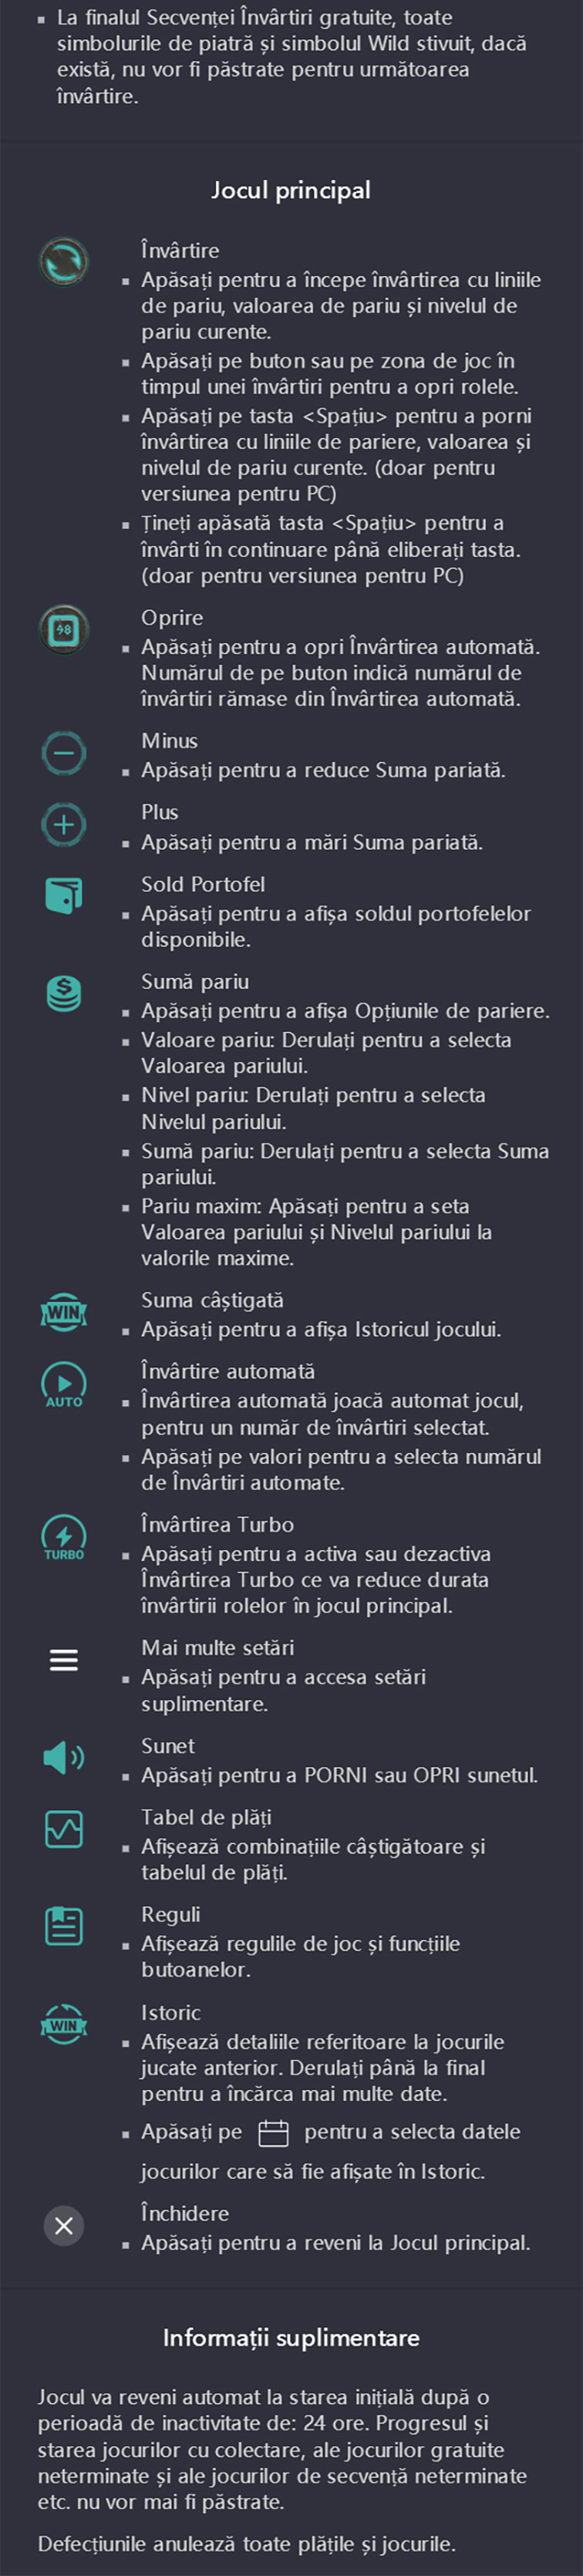 ▪ La finalul Secvenței Învârtiri gratuite, toate
simbolurile de piatră și simbolul Wild stivuit, dacă
există, nu vor fi păstrate pentru următoarea
învârtire.
Jocul principal
Învârtire
▪ Apăsați pentru a începe învârtirea cu liniile
de pariu, valoarea de pariu și nivelul de
pariu curente.
▪ Apăsați pe buton sau pe zona de joc în
timpul unei învârtiri pentru a opri rolele.
▪ Apăsați pe tasta <Spațiu> pentru a porni
învârtirea cu liniile de pariere, valoarea și
nivelul de pariu curente. (doar pentru
versiunea pentru PC)
▪ Țineți apăsată tasta <Spațiu> pentru a
învârti în continuare până eliberați tasta.
(doar pentru versiunea pentru PC)
98
Oprire
▪ Apăsați pentru a opri Învârtirea automată.
Numărul de pe buton indică numărul de
învârtiri rămase din Învârtirea automată.
Minus
▪ Apăsați pentru a reduce Suma pariată.
Plus
▪ Apăsați pentru a mări Suma pariată.
Sold Portofel
▪ Apăsați pentru a afișa soldul portofelelor
disponibile.
$
Sumă pariu
▪ Apăsați pentru a afișa Opțiunile de pariere.
▪ Valoare pariu: Derulați pentru a selecta
Valoarea pariului.
▪ Nivel pariu: Derulați pentru a selecta
Nivelul pariului.
▪ Sumă pariu: Derulați pentru a selecta Suma
pariului.
▪ Pariu maxim: Apăsați pentru a seta
Valoarea pariului și Nivelul pariului la
valorile maxime.
WIN
Suma câștigată
▪ Apăsați pentru a afișa Istoricul jocului.
AUTO
Învârtire automată
▪ Învârtirea automată joacă automat jocul,
pentru un număr de învârtiri selectat.
▪ Apăsați pe valori pentru a selecta numărul
de Învârtiri automate.
TURBO
Învârtirea Turbo
▪ Apăsați pentru a activa sau dezactiva
Învârtirea Turbo ce va reduce durata
învârtirii rolelor în jocul principal.
Mai multe setări
▪ Apăsați pentru a accesa setări
suplimentare.
Sunet
▪ Apăsați pentru a PORNI sau OPRI sunetul.
Tabel de plăți
▪ Afișează combinațiile câștigătoare și
tabelul de plăți.
Reguli
▪ Afișează regulile de joc și funcțiile
butoanelor.
WIN
Istoric
▪ Afișează detaliile referitoare la jocurile
jucate anterior. Derulați până la final
pentru a încărca mai multe date.
▪ Apăsați pe pentru a selecta datele
jocurilor care să fie afișate în Istoric.
Închidere
▪ Apăsați pentru a reveni la Jocul principal.
Informații suplimentare
Jocul va reveni automat la starea inițială după o
perioadă de inactivitate de: 24 ore. Progresul și
starea jocurilor cu colectare, ale jocurilor gratuite
neterminate și ale jocurilor de secvență neterminate
etc. nu vor mai fi păstrate.
Defecțiunile anulează toate plățile și jocurile.